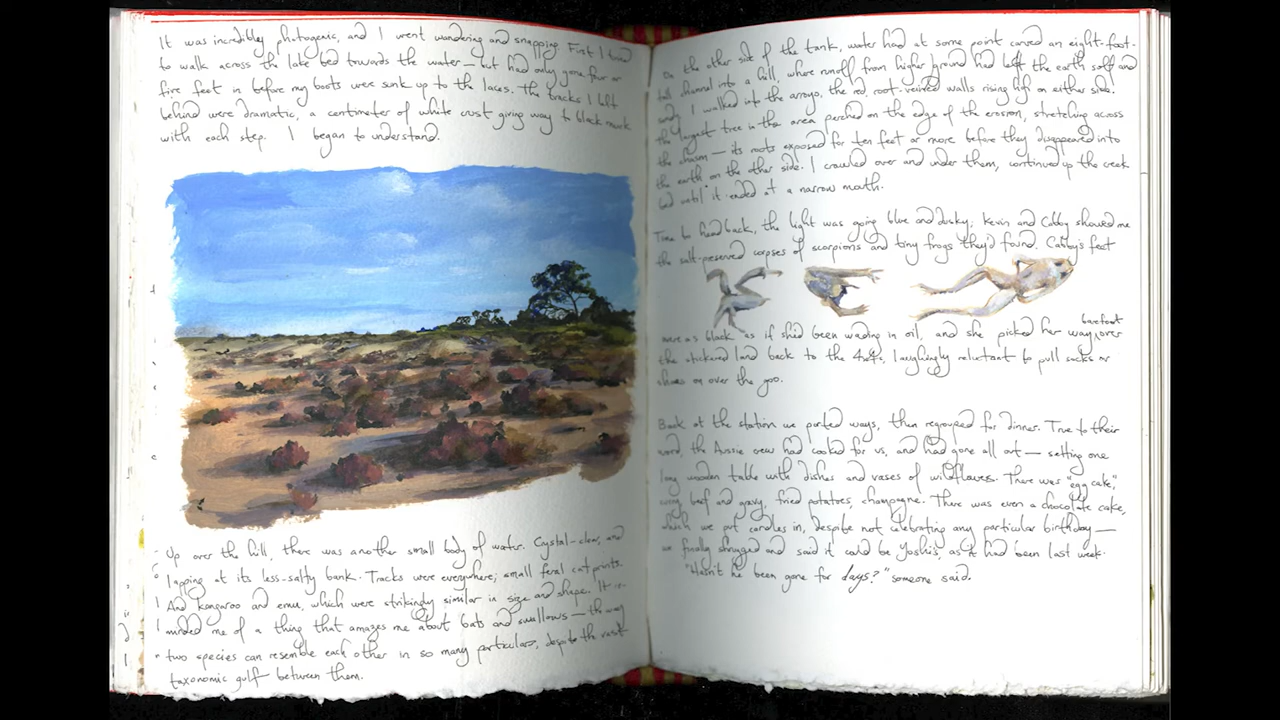 It was incredibly photogenic, and I went wandering and snapping. First I tried
to walk across the lake bed towards the water — but had only gone four or
five feet in before my boots were sunk up to the laces. The tracks I left
behind were dramatic, a centimeter of white crust giving way to black muck
with each step. I began to understand.
Up over the hill, there was another small body of water. Crystal-clear, and
lapping at its less-salty bank. Tracks were everywhere; small feral cat prints.
And kangaroo and emu, which were strikingly similar in size and shape. It re-
minded me of a thing that amazes me about bats and swallows — the way
two species can resemble each other in so many particulars, despite the vast
taxonomic gulf between them.
On the other side of the tank, water had at some point carved an eight-foot-
tall channel into a hill, where runoff from higher ground had left the earth soft and
sandy. I walked into the arroyo, the red, root-veined walls rising high on either side.
The largest tree in the area perched on the edge of the erosion, stretching across
the chasm — its roots exposed for ten feet or more before they disappeared into
the earth on the other side. I crawled over and under them, continued up the creek
bed until it ended at a narrow mouth.
Time to head back, the light was going blue and dusky. Kevin and Cabby showed me
the salt-preserved corpses of scorpions and tiny frogs they'd found. Cabby's feet
were as black as if she'd been wading in oil, and she picked her way barefoot over
the stickered land back to the 4x4s, laughingly reluctant to pull socks or
shoes on over the goo.
Back at the station we parted ways, then regrouped for dinner. True to their
word, the Aussie crew had cooked for us, and had gone all out — setting one
long wooden table with dishes and vases of wildflowers. There was "egg cake,"
beef and gravy, fried potatoes, champagne. There was even a chocolate cake,
which we put candles in, despite not celebrating any particular birthday —
we finally shrugged and said it could be Yoshi's, as it had been last week.
"Hasn't he been gone for days?" someone said.